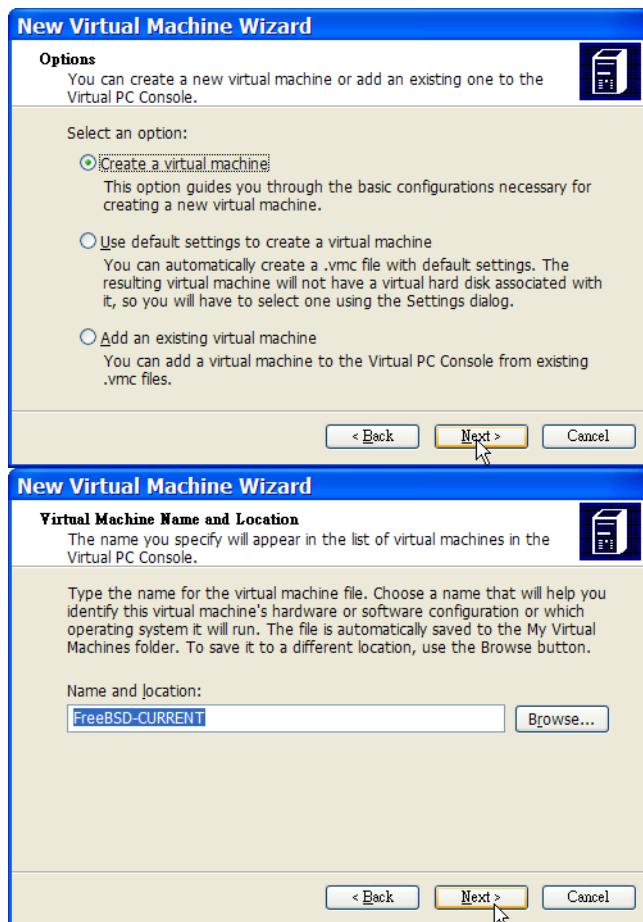 New Virtual Machine Wizard
Options
You can create a new virtual machine or add an existing one to the
Virtual PC Console.
Select an option:
Create a virtual machine
This option guides you through the basic configurations necessary for
creating a new virtual machine.
Use default settings to create a virtual machine
You can automatically create a .vmc file with default settings. The
resulting virtual machine will not have a virtual hard disk associated with
it, so you will have to select one using the Settings dialog.
Add an existing virtual machine
You can add a virtual machine to the Virtual PC Console from existing
.vmc files.
< Back Next > Cancel
New Virtual Machine Wizard
Virtual Machine Name and Location
The name you specify will appear in the list of virtual machines in the
Virtual PC Console.
Type the name for the virtual machine file. Choose a name that will help you
identify this virtual machine's hardware or software configuration or which
operating system it will run. The file is automatically saved to the My Virtual
Machines folder. To save it to a different location, use the Browse button.
Name and location:
FreeBSD-CURRENT Browse...
< Back Next > Cancel